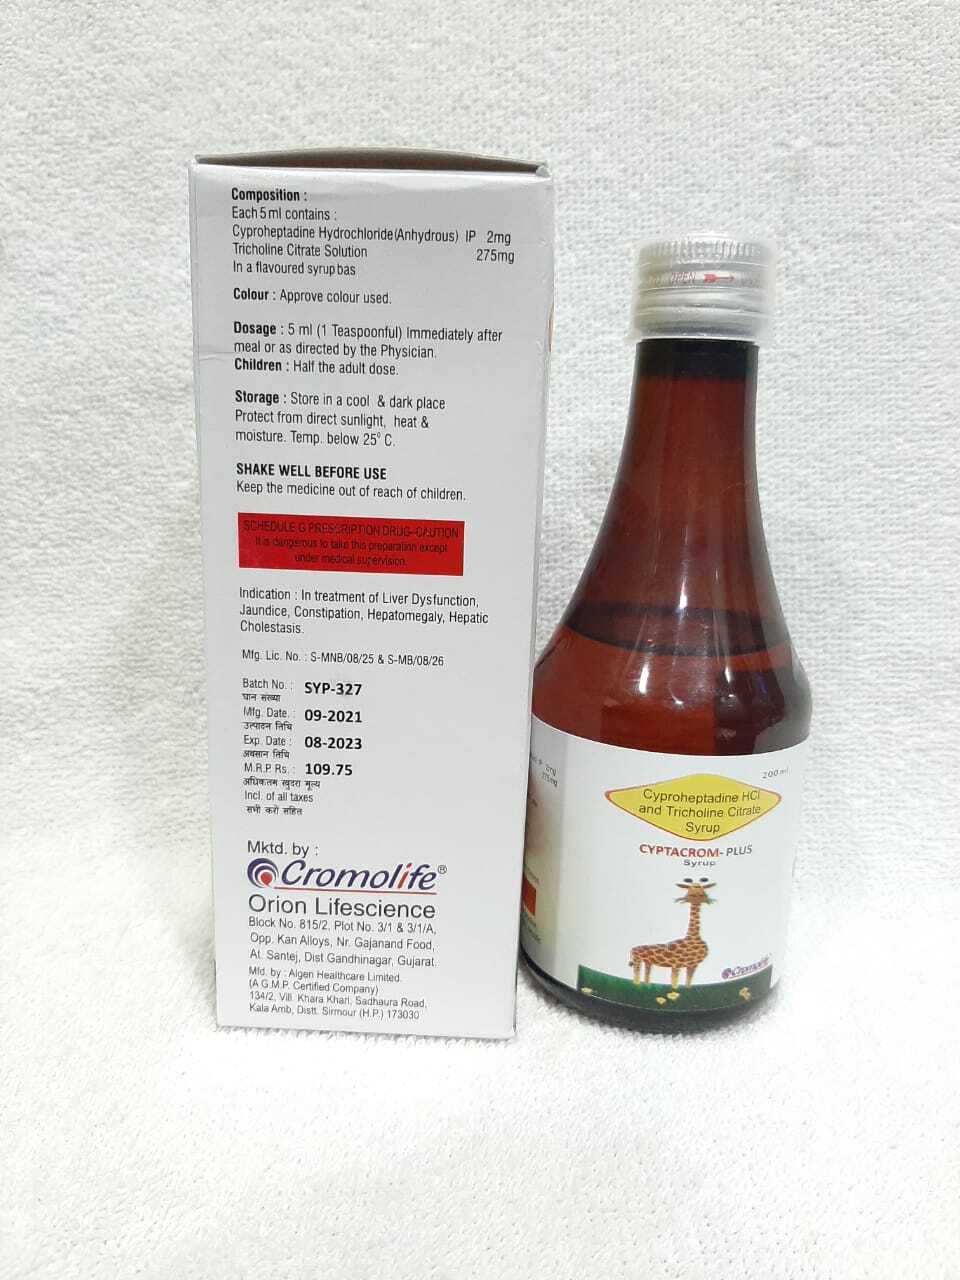 Composition :
Each 5 ml contains :
Cyproheptadine Hydrochloride (Anhydrous) IP 2mg
Tricholine Citrate Solution 275mg
In a flavoured syrup bas
Colour : Approve colour used.
Dosage : 5 ml (1 Teaspoonful) Immediately after
meal or as directed by the Physician.
Children : Half the adult dose.
Storage : Store in a cool & dark place
Protect from direct sunlight, heat &
moisture. Temp. below 25° C.
SHAKE WELL BEFORE USE
Keep the medicine out of reach of children.
SCHEDULE G PRESCRIPTION DRUG-CAUTION
It is dangerous to take this preparation except
under medical supervision.
Indication : In treatment of Liver Dysfunction,
Jaundice, Constipation, Hepatomegaly, Hepatic
Cholestasis.
Mfg. Lic. No. : S-MNB/08/25 & S-MB/08/26
Batch No. : SYP-327
घान संख्या
Mfg. Date. : 09-2021
उत्पादन तिथि
Exp. Date : 08-2023
अवसान तिथि
M.R.P Rs. : 109.75
अधिकतम खुदरा मूल्य
Incl. of all taxes
सभी करों सहित
Mktd. by :
Cromolife®
Orion Lifescience
Block No. 815/2, Plot No. 3/1 & 3/1/A,
Opp. Kan Alloys, Nr. Gajanand Food,
At. Santej, Dist Gandhinagar, Gujarat.
Mfd. by : Algen Healthcare Limited.
(A G.M.P. Certified Company)
134/2, Vill. Khara Khari, Sadhaura Road,
Kala Amb, Distt. Sirmour (H.P.) 173030
OPEN
2mg
275mg
200 ml
Cyproheptadine HCl
and Tricholine Citrate
Syrup
CYPTACROM-PLUS
Syrup
Cromolife